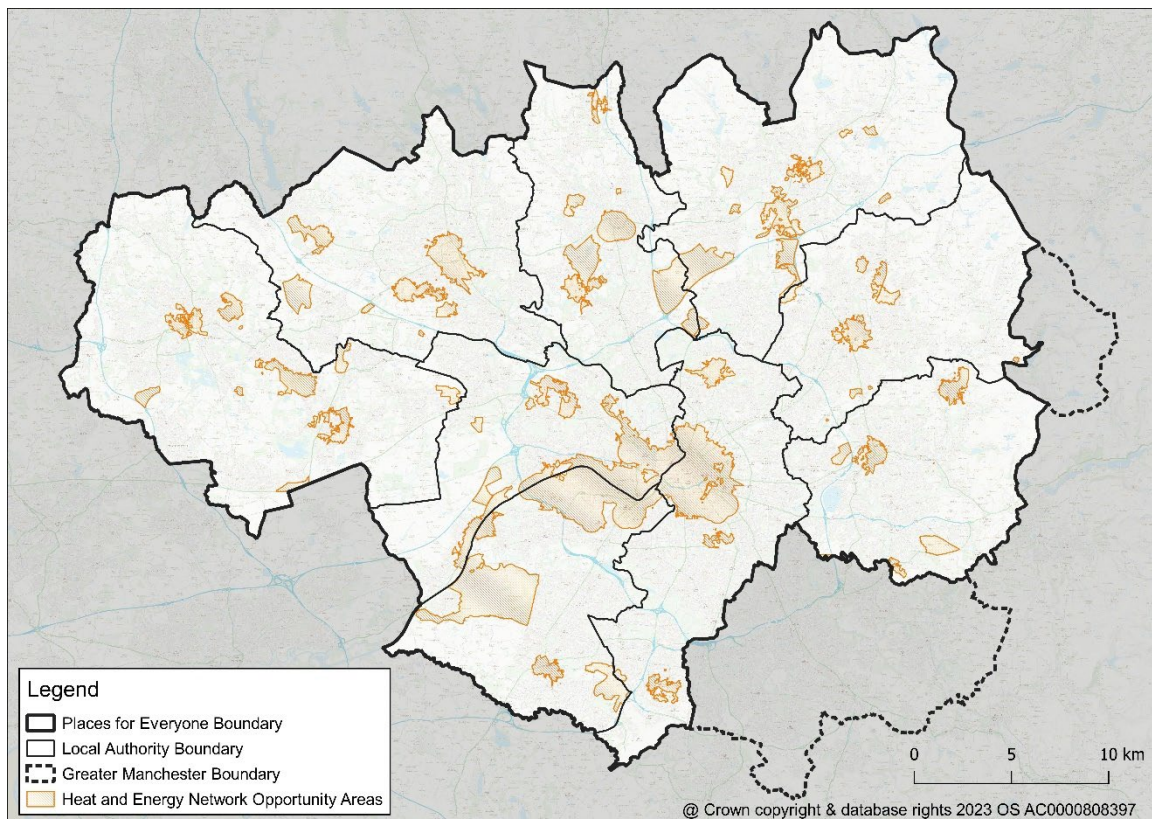 Legend
Places for Everyone Boundary
Local Authority Boundary
Greater Manchester Boundary
Heat and Energy Network Opportunity Areas
0 5 10 km
@ Crown copyright & database rights 2023 OS AC0000808397